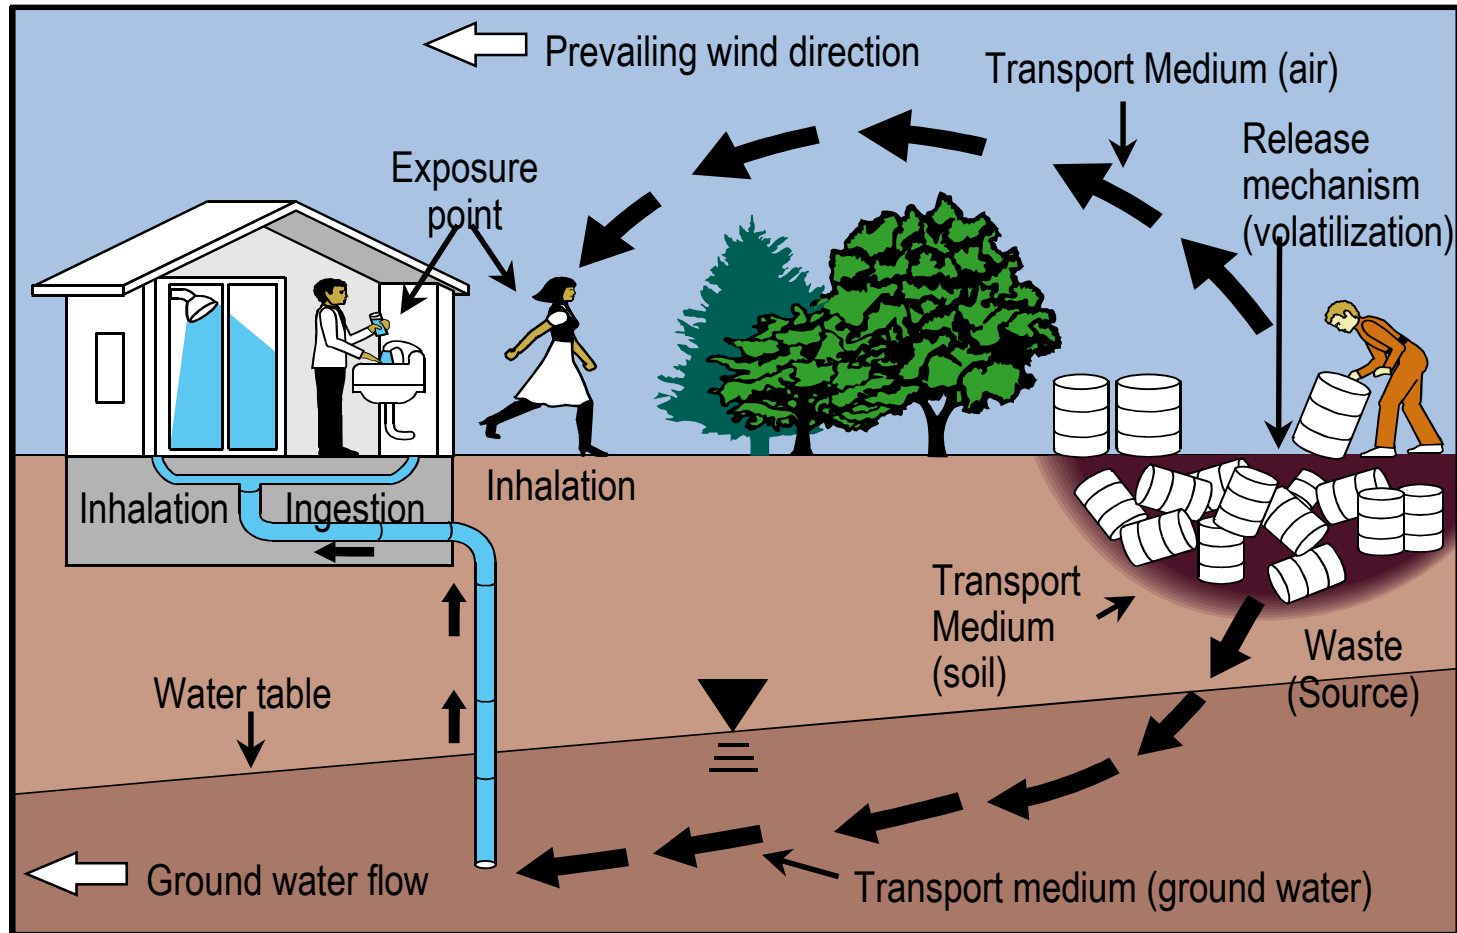 Prevailing wind direction
Transport Medium (air)
Release
mechanism
(volatilization)
Exposure
point
Inhalation
Ingestion
Inhalation
Transport
Medium
(soil)
Waste
(Source)
Water table
Ground water flow
Transport medium (ground water)